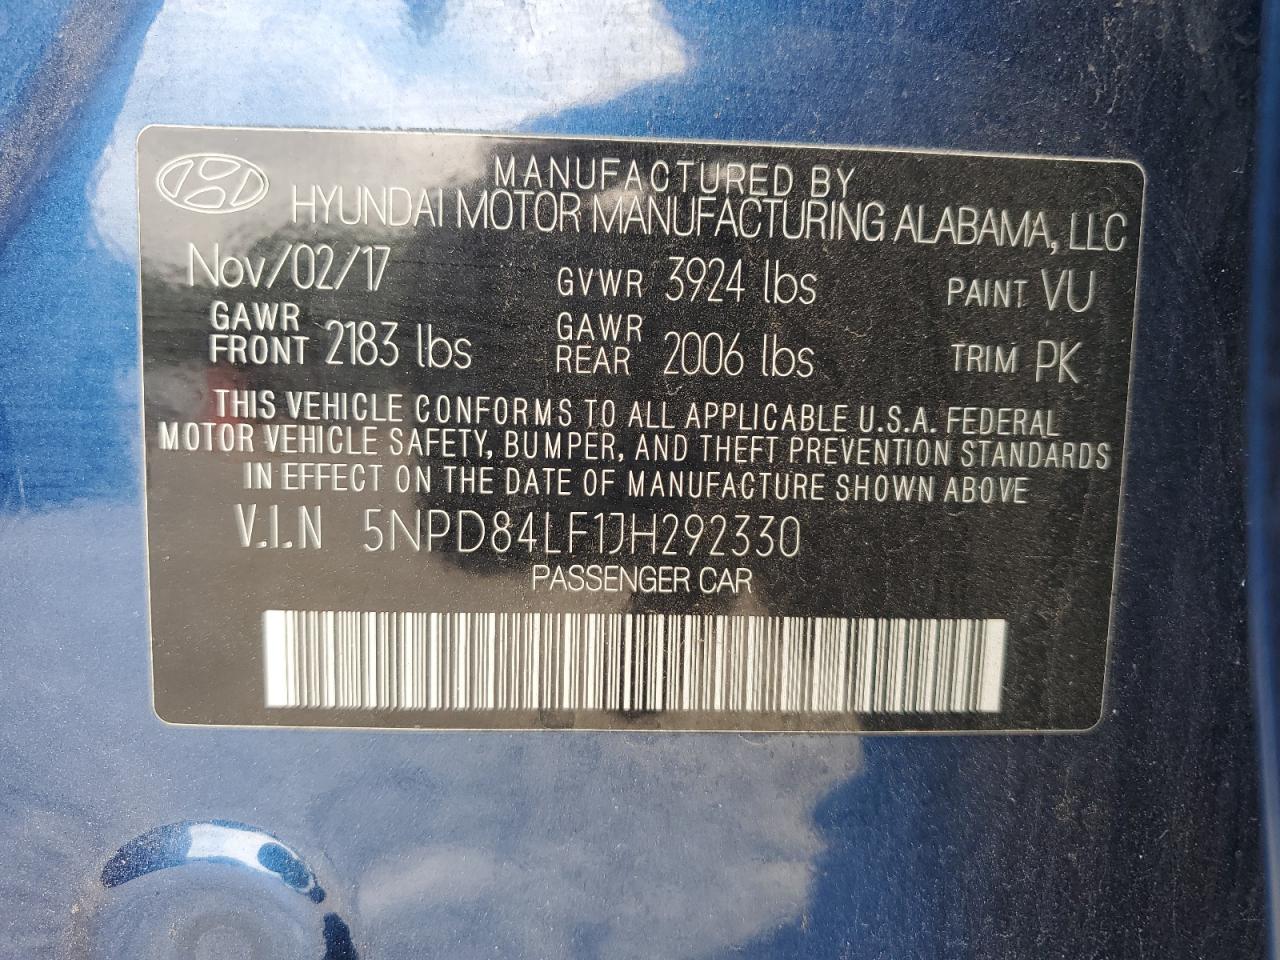 MANUFACTURED BY
HYUNDAI MOTOR MANUFACTURING ALABAMA, LLC
Nov/02/17 GVWR 3924 lbs PAINT VU
GAWR FRONT 2183 lbs GAWR REAR 2006 lbs TRIM PK
THIS VEHICLE CONFORMS TO ALL APPLICABLE U.S.A. FEDERAL
MOTOR VEHICLE SAFETY, BUMPER, AND THEFT PREVENTION STANDARDS
IN EFFECT ON THE DATE OF MANUFACTURE SHOWN ABOVE
V.I.N 5NPD84LF1JH292330
PASSENGER CAR